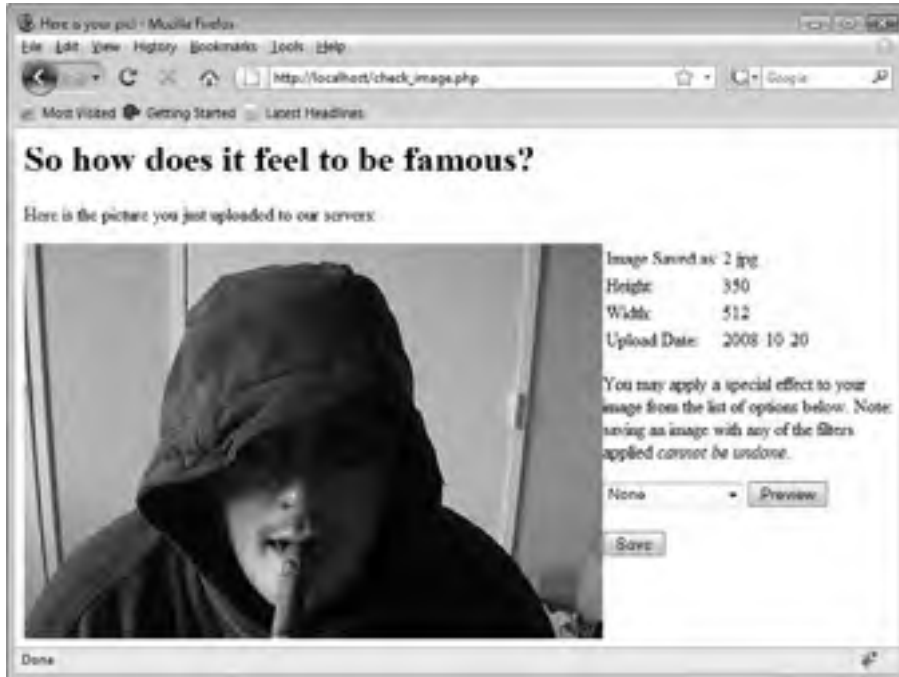 Here is your pic! - Mozilla Firefox
File Edit View History Bookmarks Tools Help
http://localhost/check_image.php
Google
Most Visited Getting Started Latest Headlines
So how does it feel to be famous?
Here is the picture you just uploaded to our servers:
Image Saved as: 2.jpg
Height: 350
Width: 512
Upload Date: 2008-10-20
You may apply a special effect to your
image from the list of options below. Note:
saving an image with any of the filters
applied cannot be undone.
None Preview
Save
Done